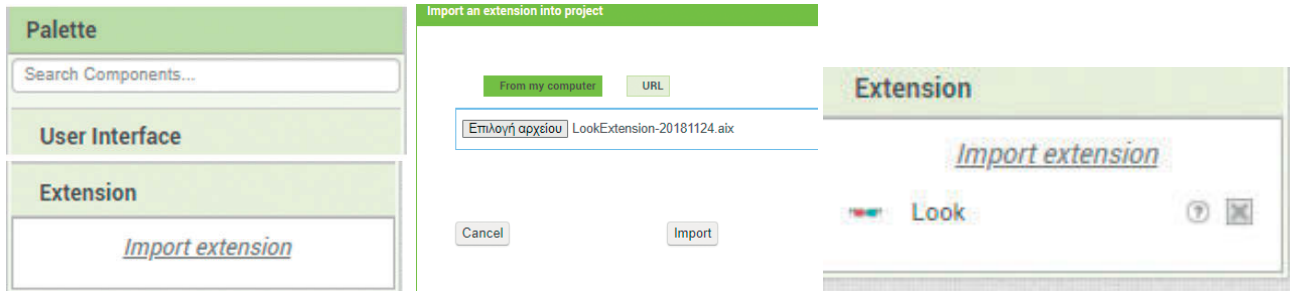 Palette
Search Components...
User Interface
Extension
Import extension
Import an extension into project
From my computer URL
Επιλογή αρχείου LookExtension-20181124.aix
Cancel Import
Extension
Import extension
Look ?